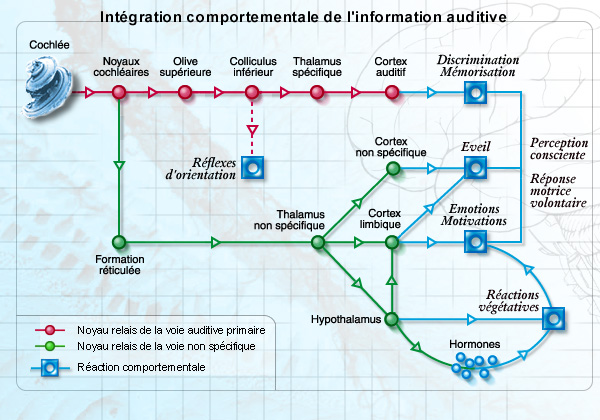 Intégration comportementale de l'information auditive
Cochlée
Noyaux
cochléaires
Olive
supérieure
Colliculus
inférieur
Thalamus
spécifique
Cortex
auditif
Discrimination
Mémorisation
Réflexes
d'orientation
Cortex
non spécifique
Eveil
Perception
consciente
Réponse
motrice
volontaire
Thalamus
non spécifique
Cortex
limbique
Emotions
Motivations
Formation
réticulée
Hypothalamus
Réactions
végétatives
Hormones
Noyau relais de la voie auditive primaire
Noyau relais de la voie non spécifique
Réaction comportementale